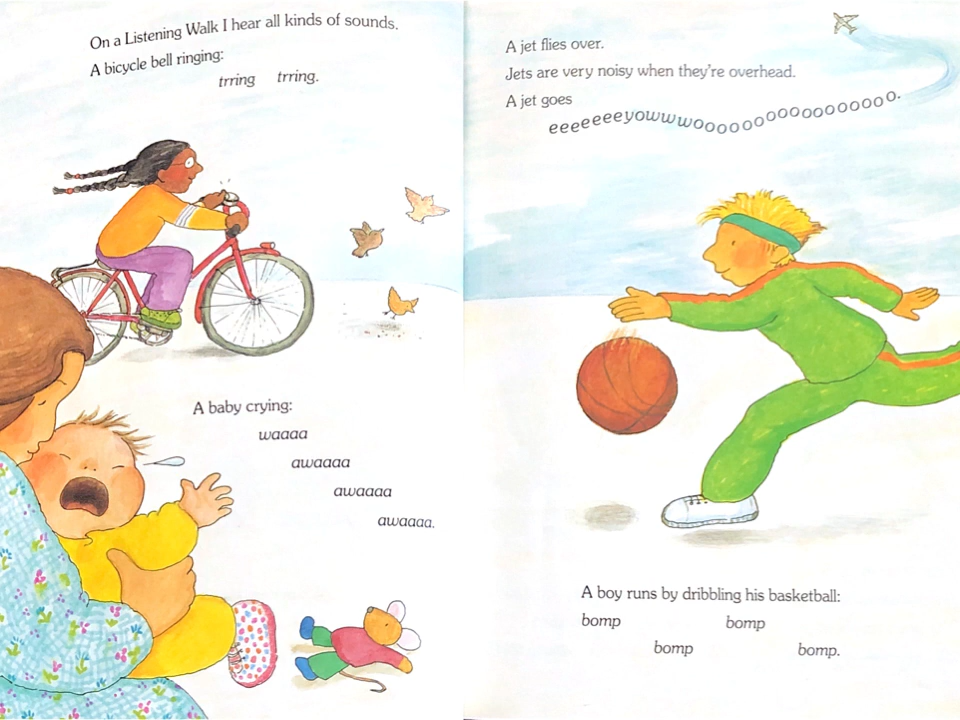 On a Listening Walk I hear all kinds of sounds.
A bicycle bell ringing:
trring trring.
A baby crying:
waaaa
awaaaa
awaaaa
awaaaa.
A jet flies over.
Jets are very noisy when they're overhead.
A jet goes
eeeeeeeyowwwooooooooooooooooo.
A boy runs by dribbling his basketball:
bomp bomp
bomp bomp.